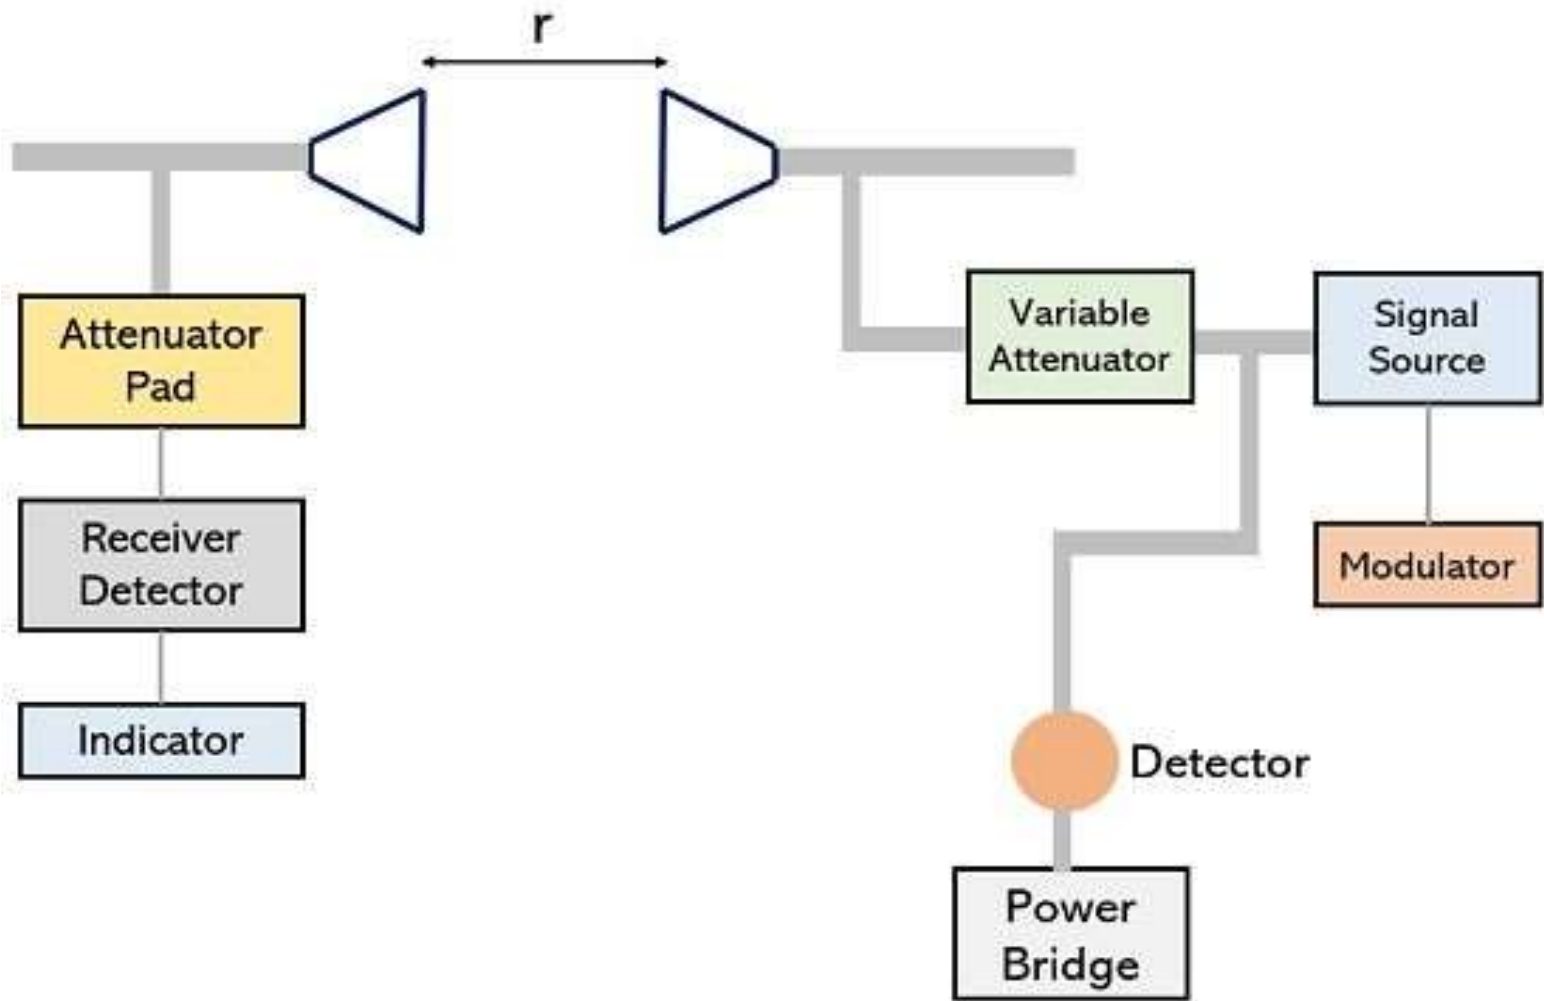 r
Attenuator
Pad
Receiver
Detector
Indicator
Variable
Attenuator
Signal
Source
Modulator
Detector
Power
Bridge